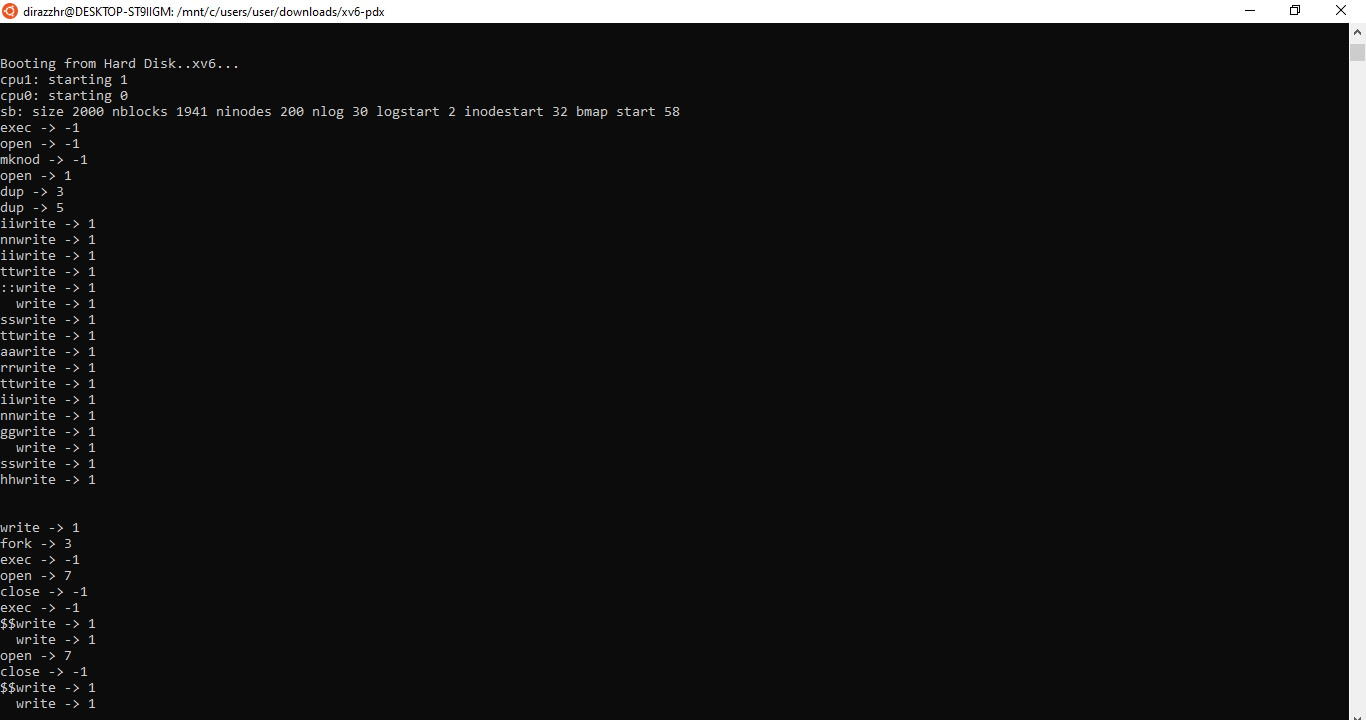 dirazzhr@DESKTOP-ST9IIGM: /mnt/c/users/user/downloads/xv6-pdx
Booting from Hard Disk..xv6...
cpu1: starting 1
cpu0: starting 0
sb: size 2000 nblocks 1941 ninodes 200 nlog 30 logstart 2 inodestart 32 bmap start 58
exec -> -1
open -> -1
mknod -> -1
open -> 1
dup -> 3
dup -> 5
iiwrite -> 1
nnwrite -> 1
iiwrite -> 1
ttwrite -> 1
::write -> 1
  write -> 1
sswrite -> 1
ttwrite -> 1
aawrite -> 1
rrwrite -> 1
ttwrite -> 1
iiwrite -> 1
nnwrite -> 1
ggwrite -> 1
  write -> 1
sswrite -> 1
hhwrite -> 1
write -> 1
fork -> 3
exec -> -1
open -> 7
close -> -1
exec -> -1
$$write -> 1
  write -> 1
open -> 7
close -> -1
$$write -> 1
  write -> 1